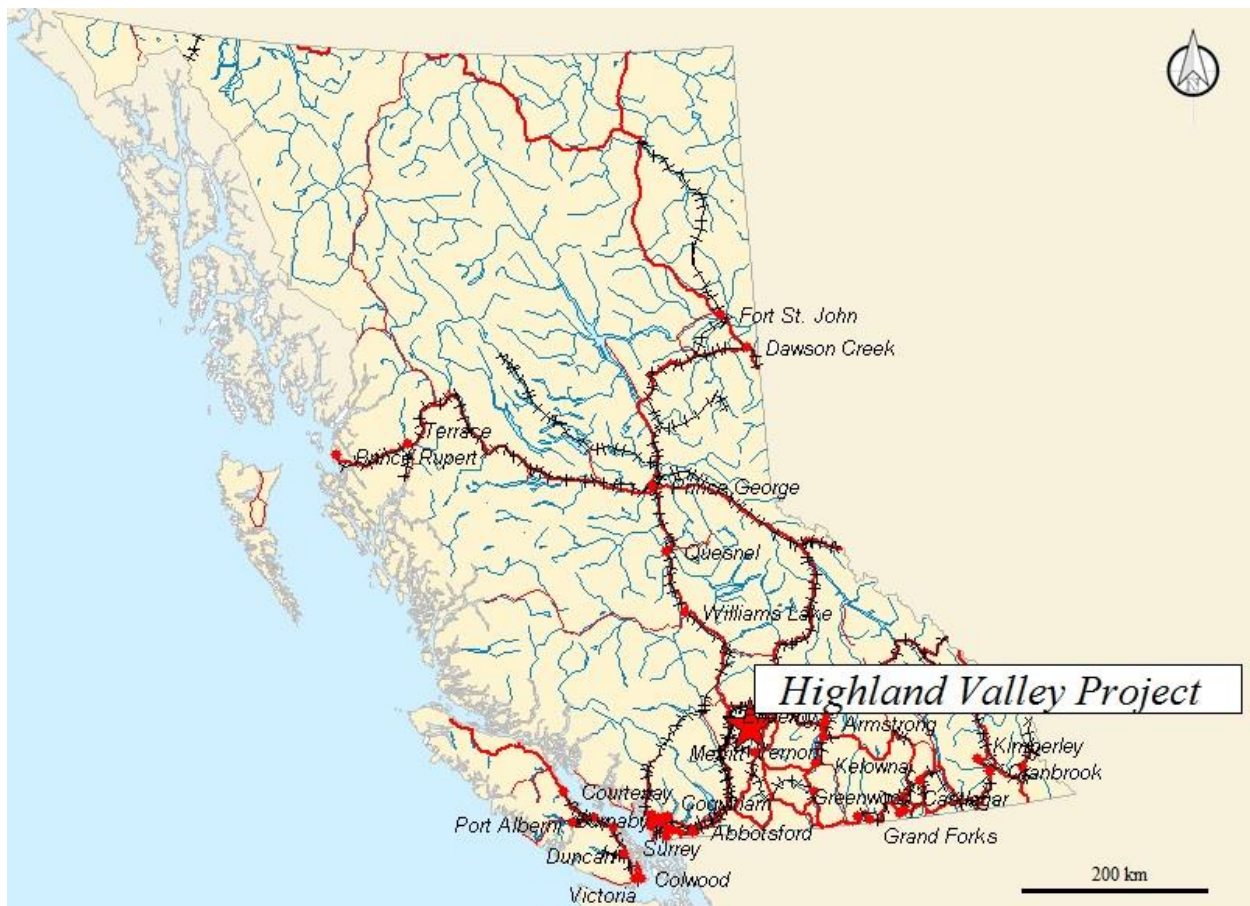 N
Fort St. John
Dawson Creek
Terrace
Prince Rupert
Prince George
Quesnel
Williams Lake
Highland Valley Project
Armstrong
Merritt
Vernon
Kimberley
Kelowna
Cranbrook
Courtenay
Greenwood
Castlegar
Coquitlam
Port Alberni
Burnaby
Abbotsford
Grand Forks
Surrey
Duncan
Colwood
Victoria
200 km